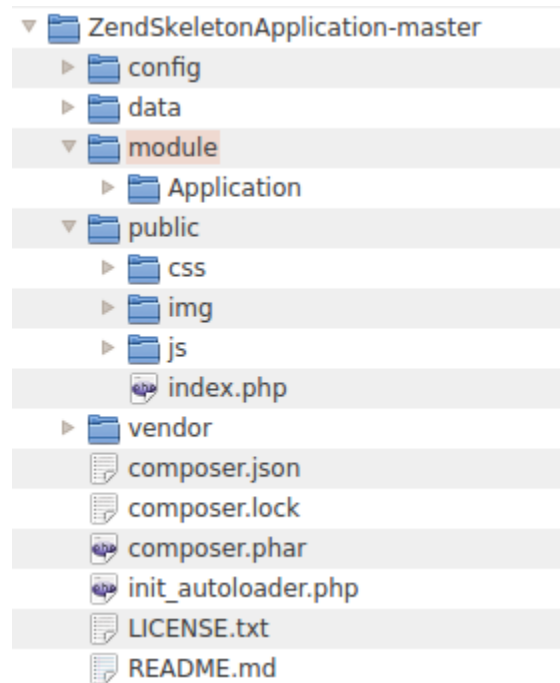 ZendSkeletonApplication-master
config
data
module
Application
public
css
img
js
index.php
vendor
composer.json
composer.lock
composer.phar
init_autoloader.php
LICENSE.txt
README.md